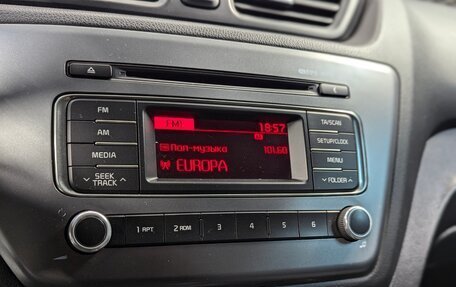 FM
AM
MEDIA
SEEK
TRACK
FM1
18:57
Поп-музыка 101.60
EUROPA
TA/SCAN
SETUP/CLOCK
MENU
FOLDER
1 RPT 2 RDM 3 4 5 6